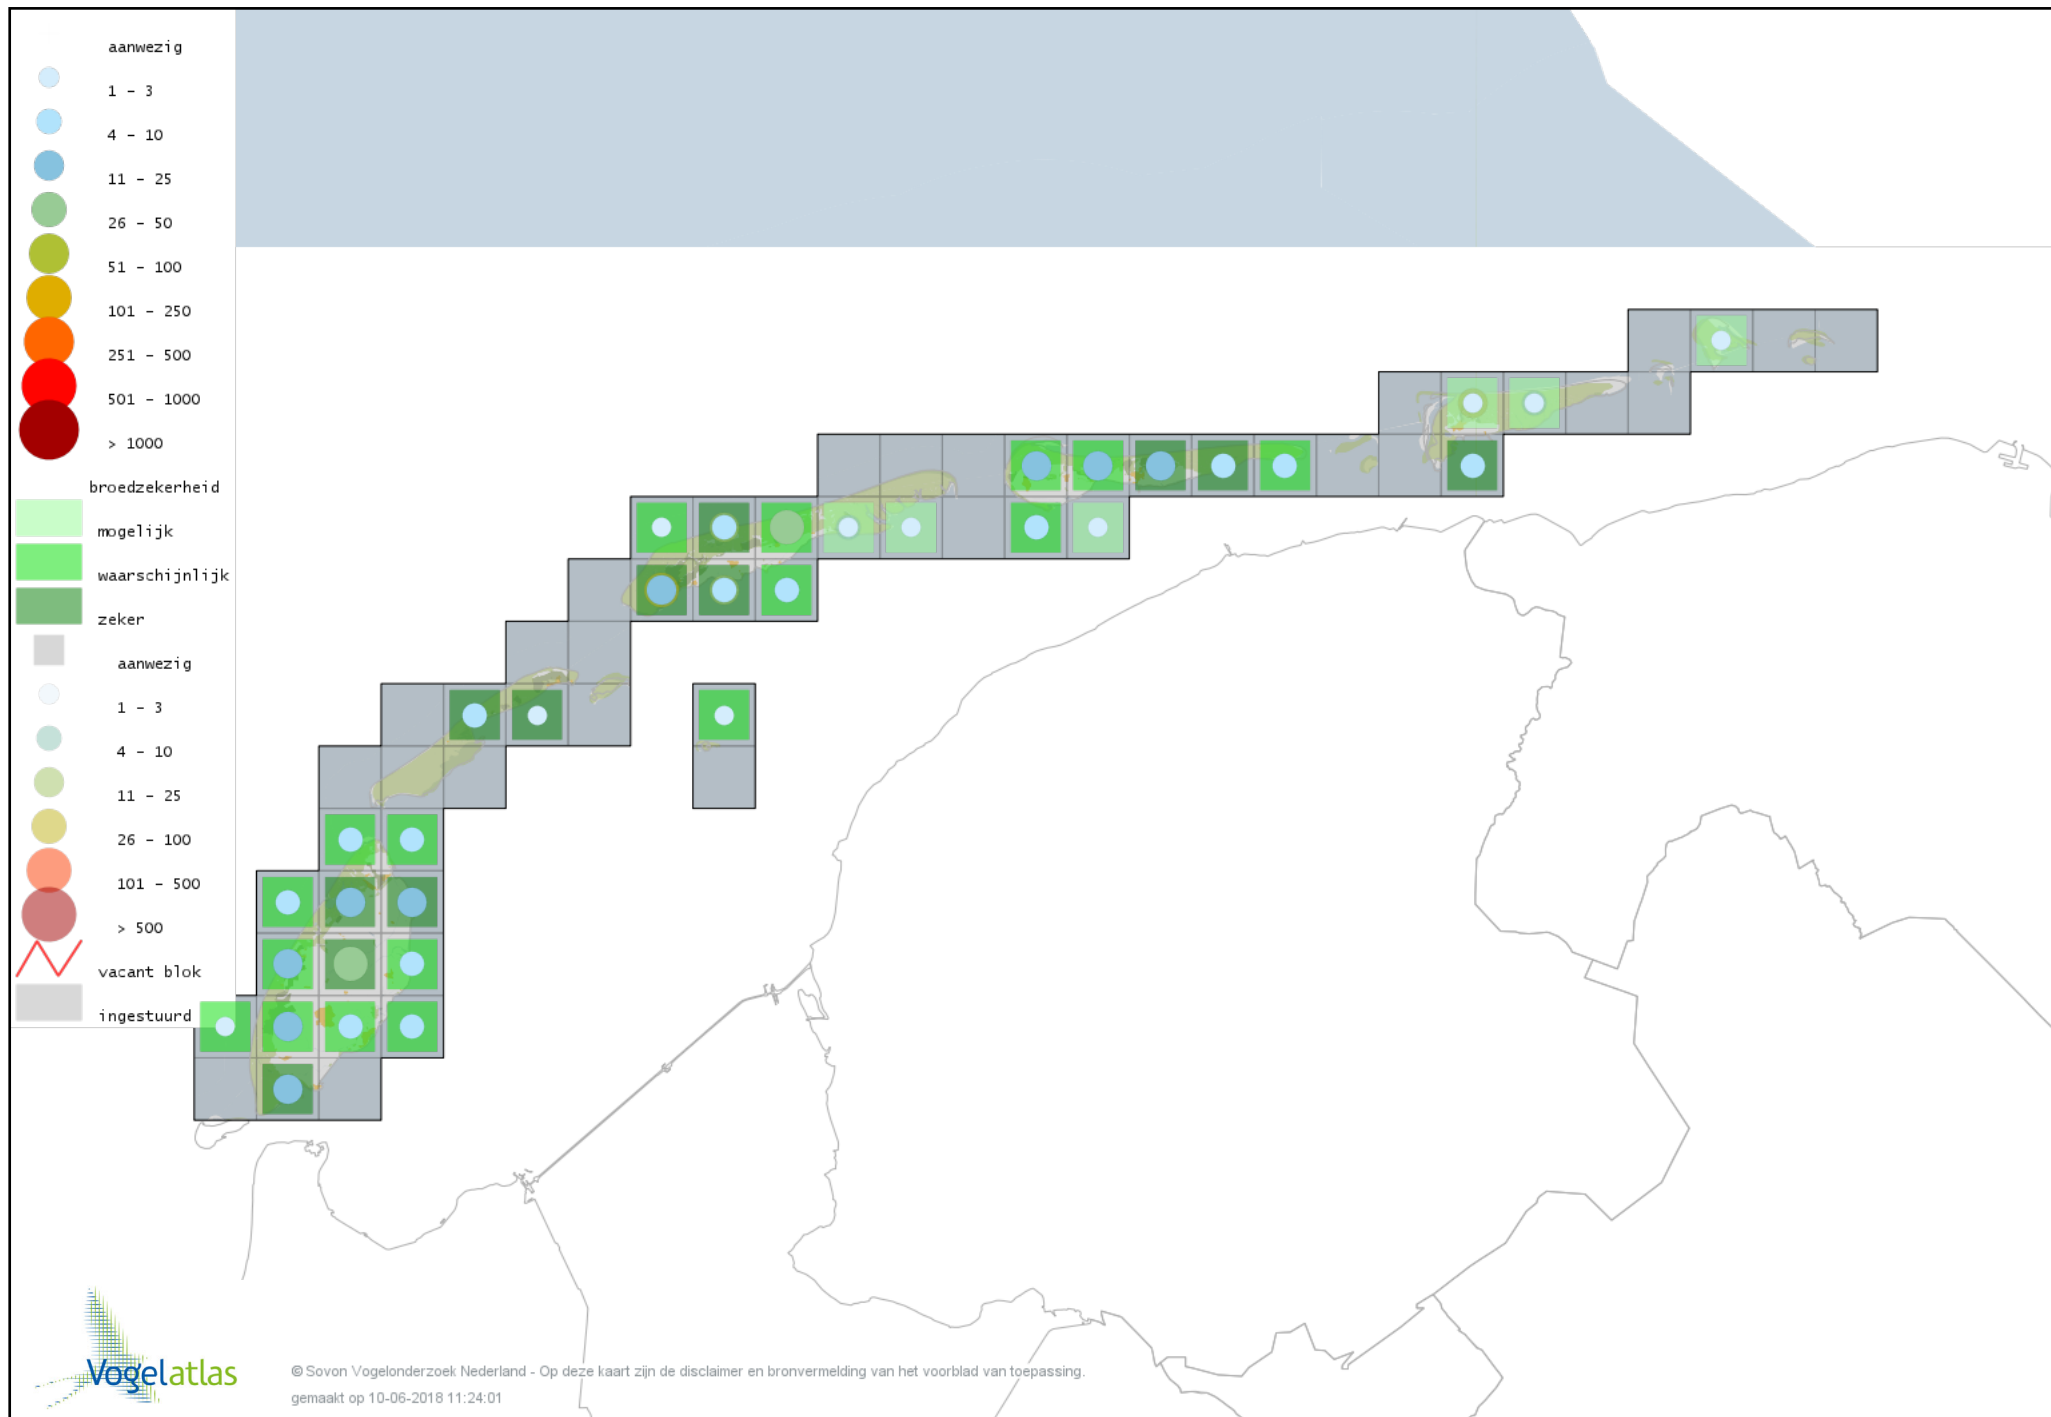 aanwezig
1 - 3
4 - 10
11 - 25
26 - 50
51 - 100
101 - 250
251 - 500
501 - 1000
> 1000
broedzekerheid
mogelijk
waarschijnlijk
zeker
aanwezig
1 - 3
4 - 10
11 - 25
26 - 100
101 - 500
> 500
vacant blok
ingestuurd
Vogelatlas
© Sovon Vogelonderzoek Nederland - Op deze kaart zijn de disclaimer en bronvermelding van het voorblad van toepassing.
gemaakt op 10-06-2018 11:24:01